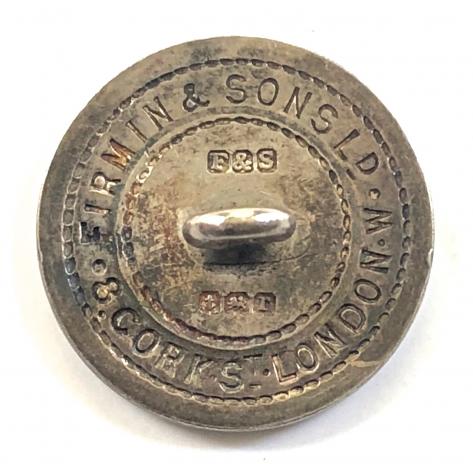 FIRMIN & SONS LD.
8. CORK ST. LONDON. W.
F&S